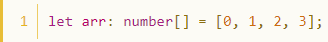 1 let arr: number[] = [0, 1, 2, 3];